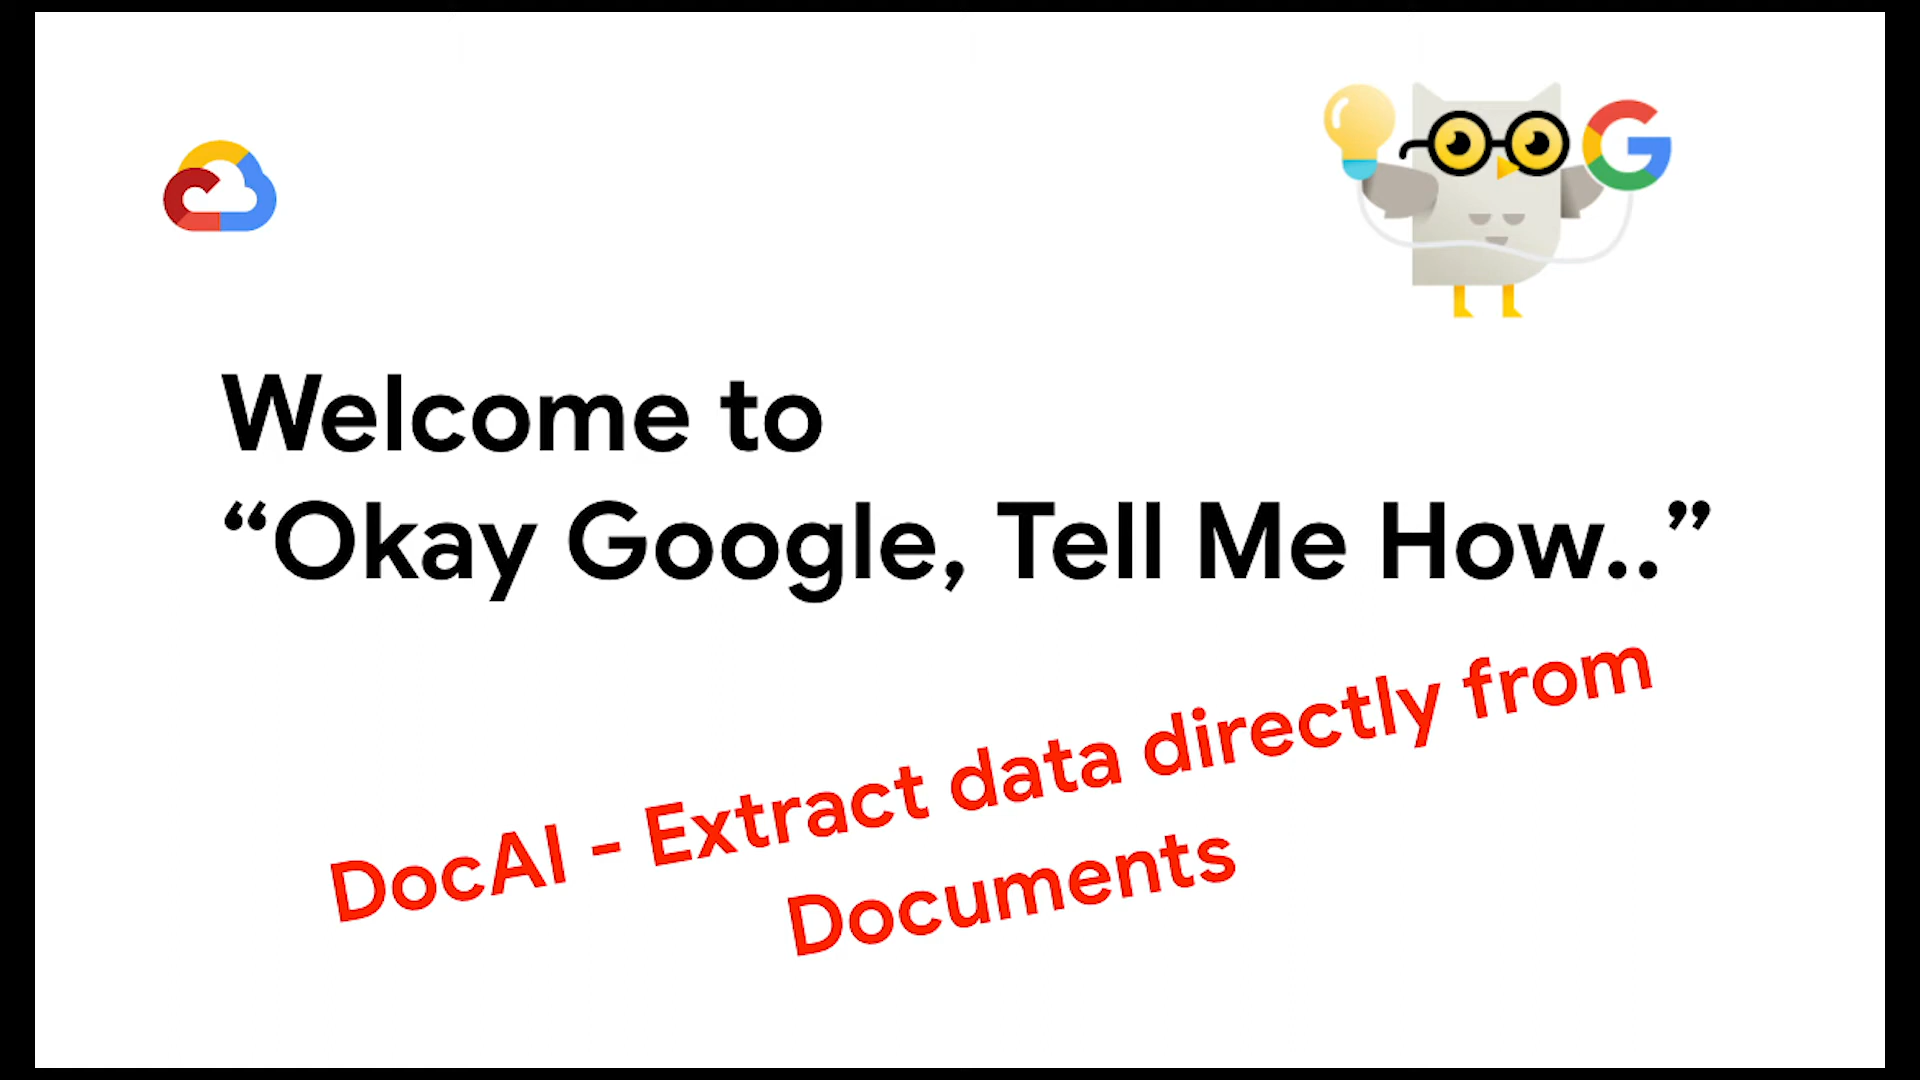 Welcome to
“Okay Google, Tell Me How..”
DocAI - Extract data directly from
Documents